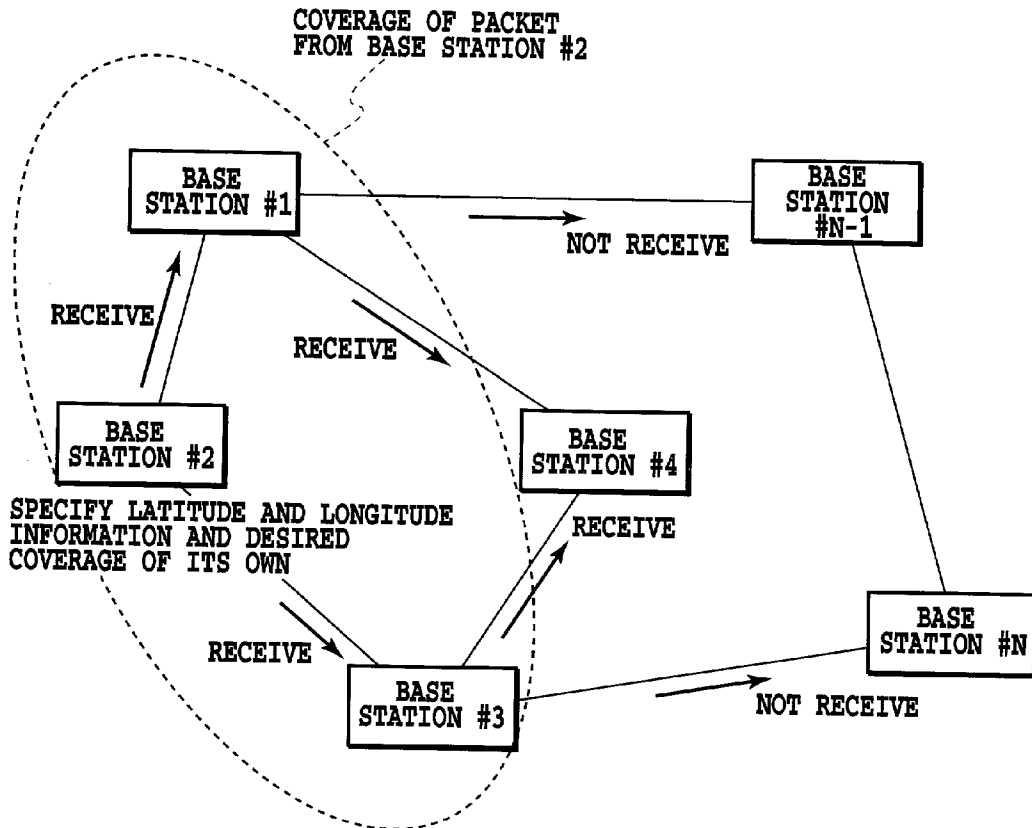 COVERAGE OF PACKET
FROM BASE STATION #2
BASE
STATION #1
BASE
STATION
#N-1
NOT RECEIVE
RECEIVE
RECEIVE
BASE
STATION #2
BASE
STATION #4
SPECIFY LATITUDE AND LONGITUDE
INFORMATION AND DESIRED
COVERAGE OF ITS OWN
RECEIVE
RECEIVE
BASE
STATION #N
BASE
STATION #3
NOT RECEIVE